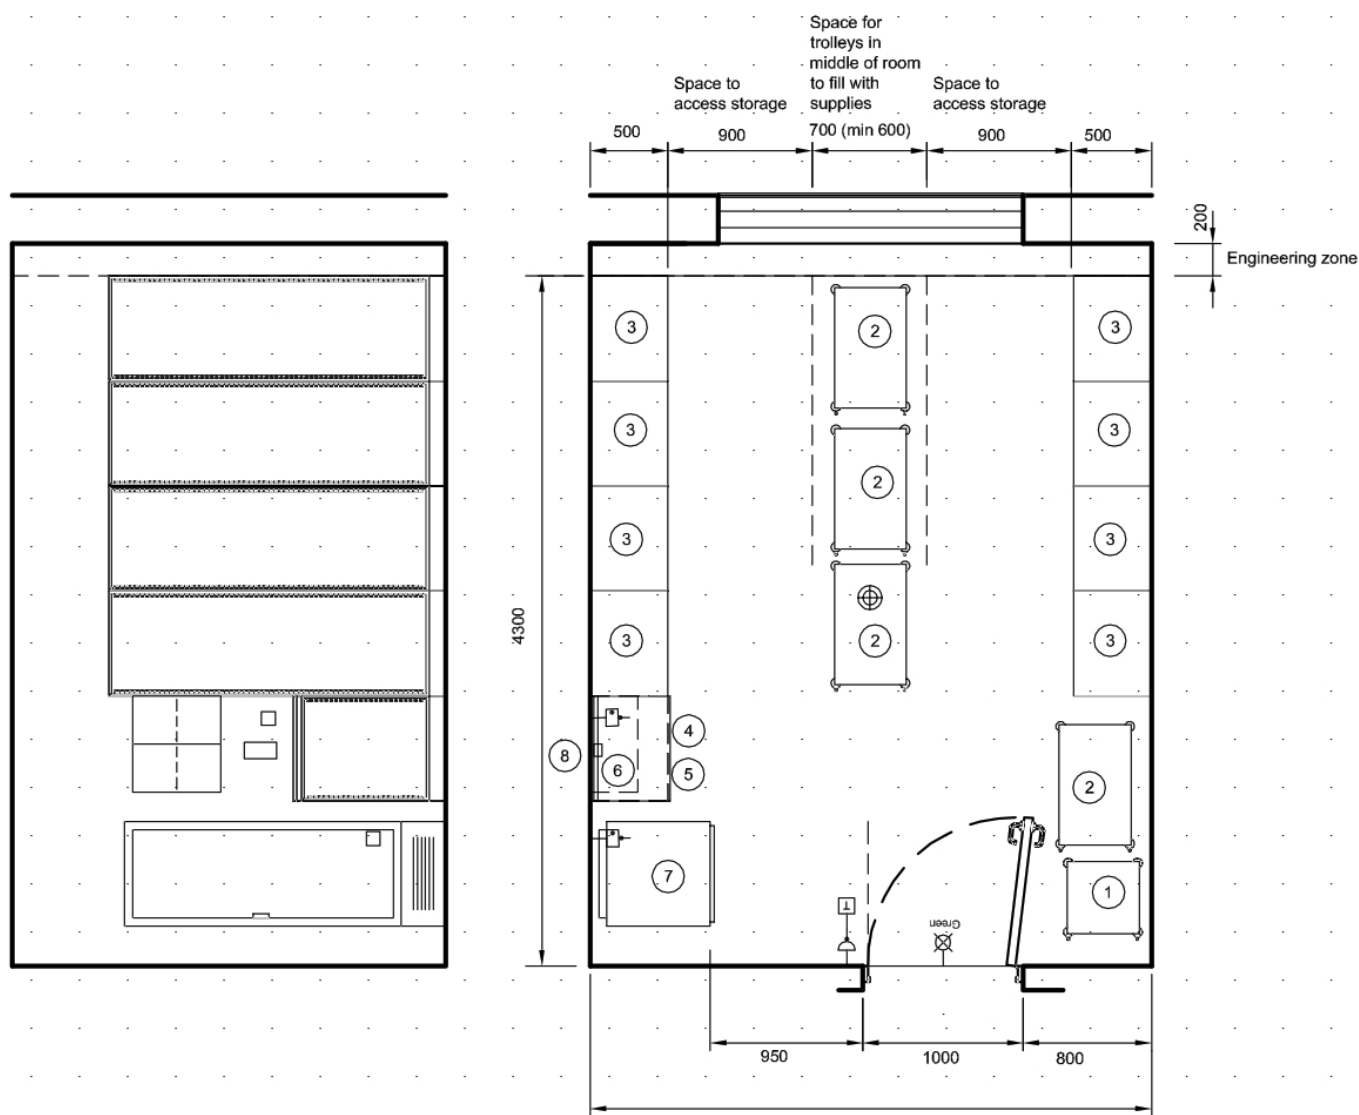 Space for
trolleys in
middle of room
to fill with
supplies
Space to
access storage
Space to
access storage
500
900
700 (min 600)
900
500
200
Engineering zone
3
2
3
3
2
3
3
3
4300
2
3
3
4
8
6
5
2
7
1
T
Green
950
1000
800